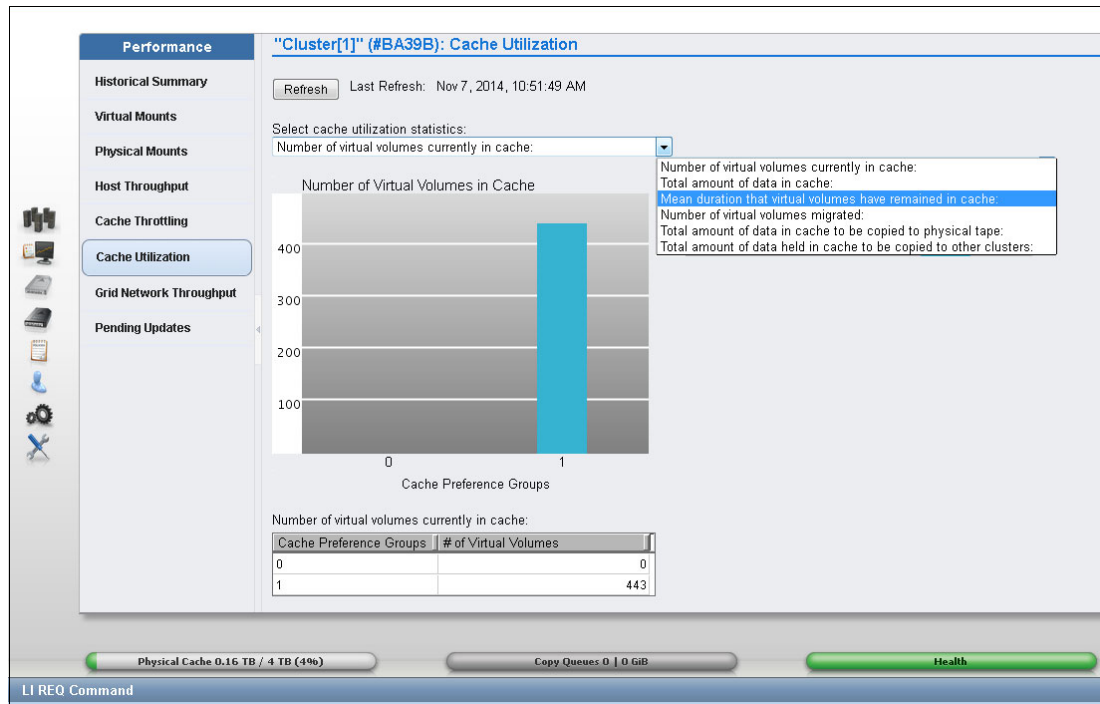 Performance
Historical Summary
Virtual Mounts
Physical Mounts
Host Throughput
Cache Throttling
Cache Utilization
Grid Network Throughput
Pending Updates
"Cluster[1]" (#BA39B): Cache Utilization
Refresh Last Refresh: Nov 7, 2014, 10:51:49 AM
Select cache utilization statistics:
Number of virtual volumes currently in cache:
Number of virtual volumes currently in cache:
Total amount of data in cache:
Mean duration that virtual volumes have remained in cache:
Number of virtual volumes migrated:
Total amount of data in cache to be copied to physical tape:
Total amount of data held in cache to be copied to other clusters:
Number of Virtual Volumes in Cache
400
300
200
100
0 1
Cache Preference Groups
Number of virtual volumes currently in cache:
Cache Preference Groups # of Virtual Volumes
0 0
1 443
Physical Cache 0.16 TB / 4 TB (4%) Copy Queues 0 | 0 GiB Health
LI REQ Command